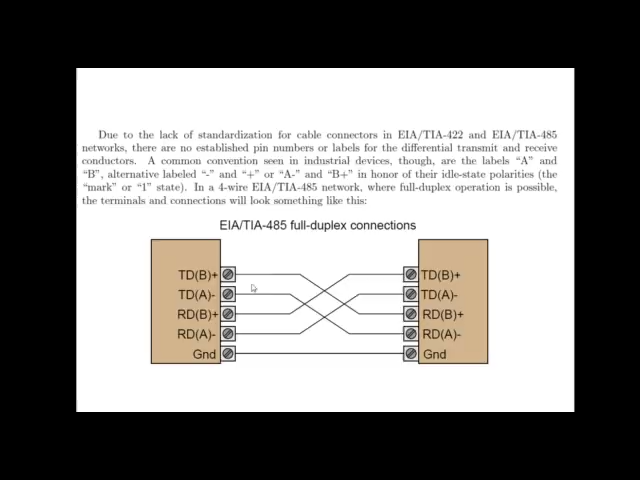 Due to the lack of standardization for cable connectors in EIA/TIA-422 and EIA/TIA-485
networks, there are no established pin numbers or labels for the differential transmit and receive
conductors. A common convention seen in industrial devices, though, are the labels “A” and
“B”, alternative labeled “-” and “+” or “A-” and “B+” in honor of their idle-state polarities (the
“mark” or “1” state). In a 4-wire EIA/TIA-485 network, where full-duplex operation is possible,
the terminals and connections will look something like this:
EIA/TIA-485 full-duplex connections
TD(B)+ TD(B)+
TD(A)- TD(A)-
RD(B)+ RD(B)+
RD(A)- RD(A)-
Gnd Gnd